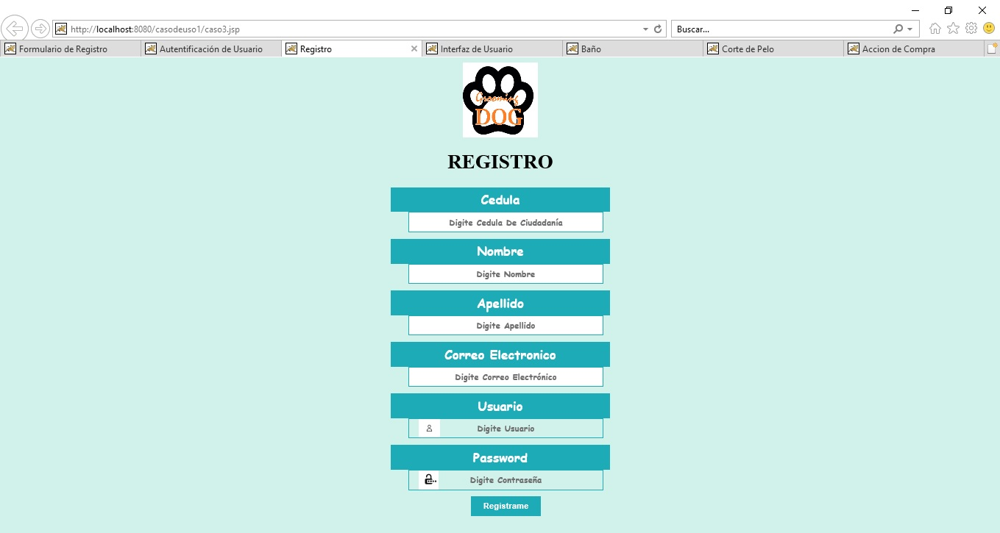 http://localhost:8080/casodeuso1/caso3.jsp
Buscar...
Formulario de Registro
Autentificación de Usuario
Registro
Interfaz de Usuario
Baño
Corte de Pelo
Accion de Compra
Grooming
DOG
REGISTRO
Cedula
Digite Cedula De Ciudadanía
Nombre
Digite Nombre
Apellido
Digite Apellido
Correo Electronico
Digite Correo Electrónico
Usuario
Digite Usuario
Password
Digite Contraseña
Registrame